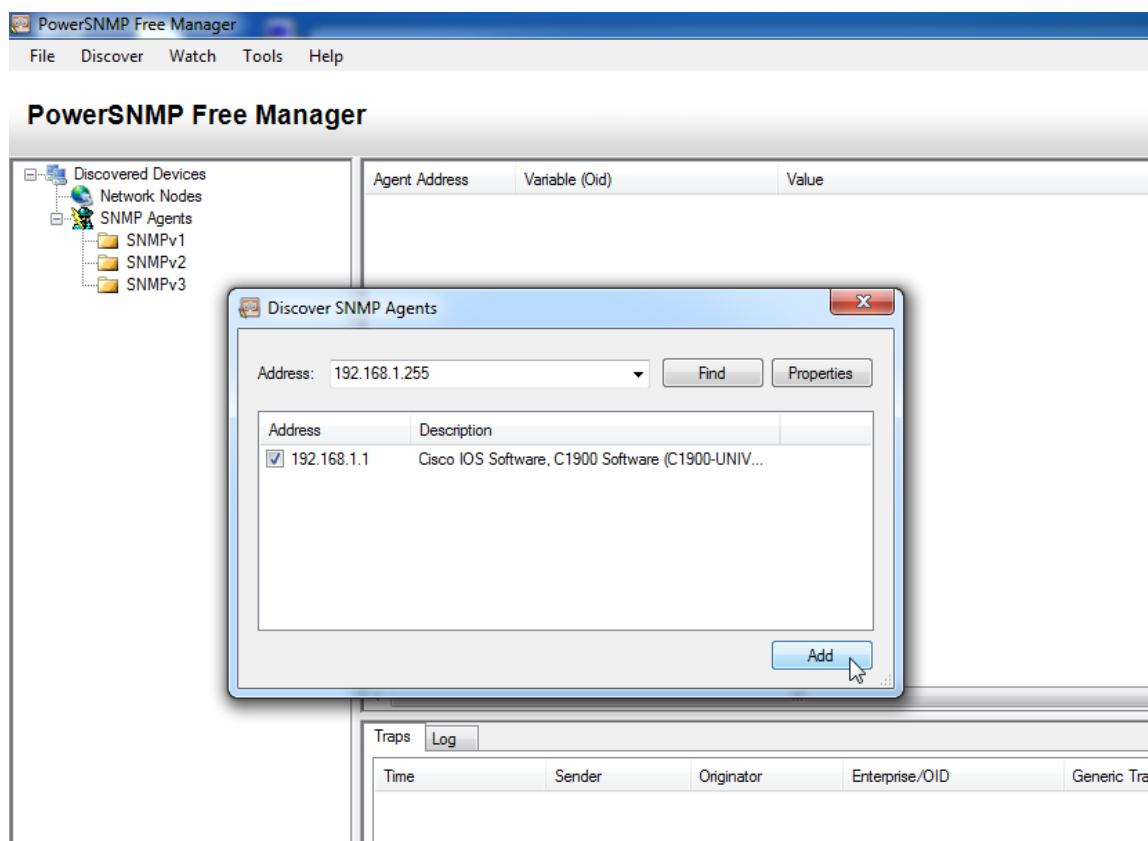 PowerSNMP Free Manager
File Discover Watch Tools Help
PowerSNMP Free Manager
Discovered Devices
Network Nodes
SNMP Agents
SNMPv1
SNMPv2
SNMPv3
Agent Address Variable (Oid) Value
Discover SNMP Agents
Address: 192.168.1.255 Find Properties
Address Description
192.168.1.1 Cisco IOS Software, C1900 Software (C1900-UNIV...
Add
Traps Log
Time Sender Originator Enterprise/OID Generic Tra